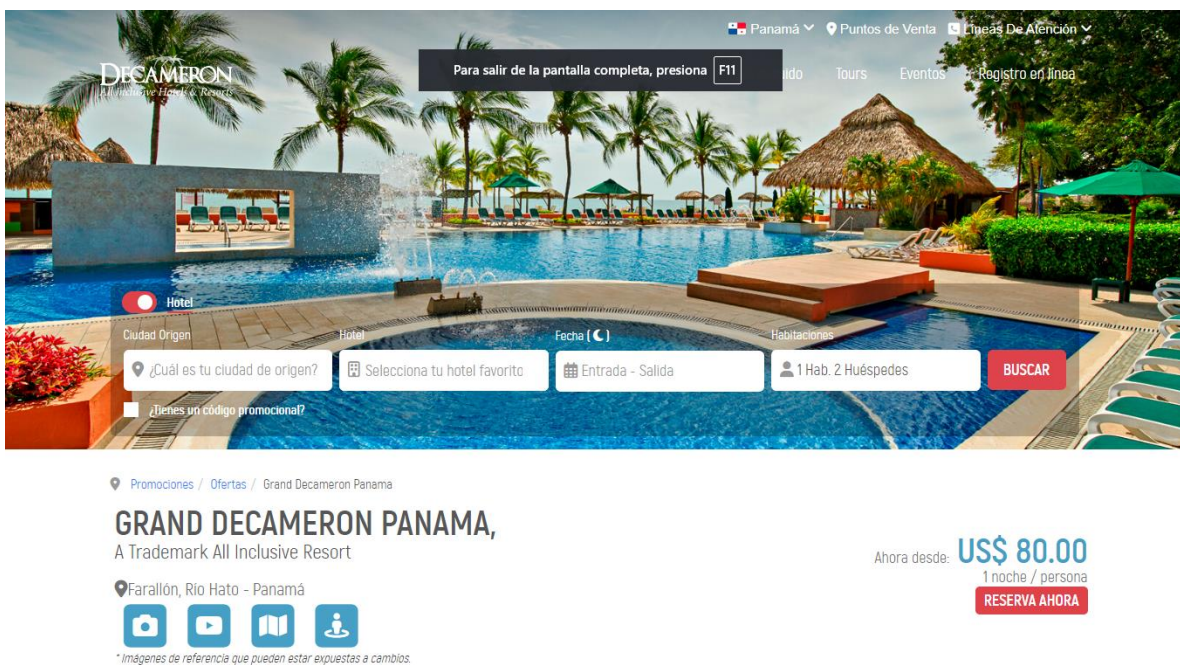 Panamá
Puntos de Venta
Líneas De Atención
DECAMERON
All Inclusive Hotels & Resorts
Para salir de la pantalla completa, presiona F11
Tours
Eventos
Registro en línea
Hotel
Ciudad Origen
Hotel
Fecha ( )
Habitaciones
¿Cuál es tu ciudad de origen?
Selecciona tu hotel favorito
Entrada - Salida
1 Hab. 2 Huéspedes
BUSCAR
¿Tienes un código promocional?
Promociones / Ofertas / Grand Decameron Panama
GRAND DECAMERON PANAMA,
A Trademark All Inclusive Resort
Ahora desde: US$ 80.00
1 noche / persona
Farallón, Río Hato - Panamá
RESERVA AHORA
* Imágenes de referencia que pueden estar expuestas a cambios.